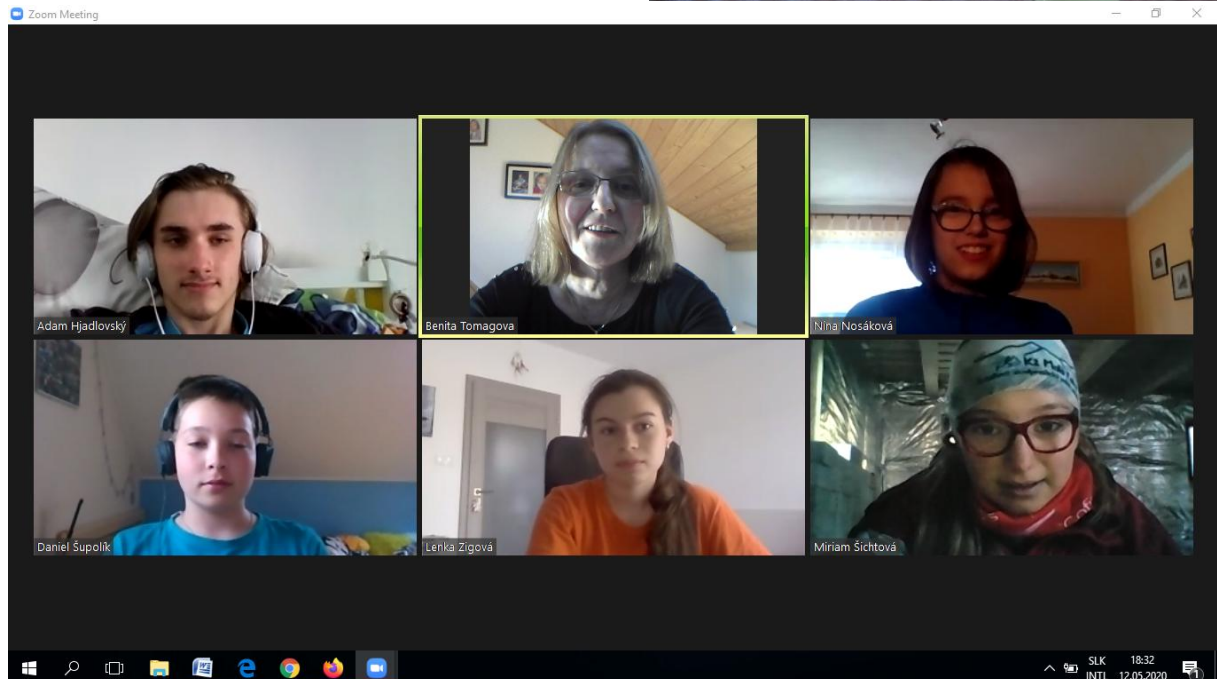 Zoom Meeting
Adam Hjadlovský
Benita Tomagova
Nina Nosáková
Daniel Šupolík
Lenka Zigová
Miriam Šichtová
SLK
18:32
INTL
12.05.2020
1